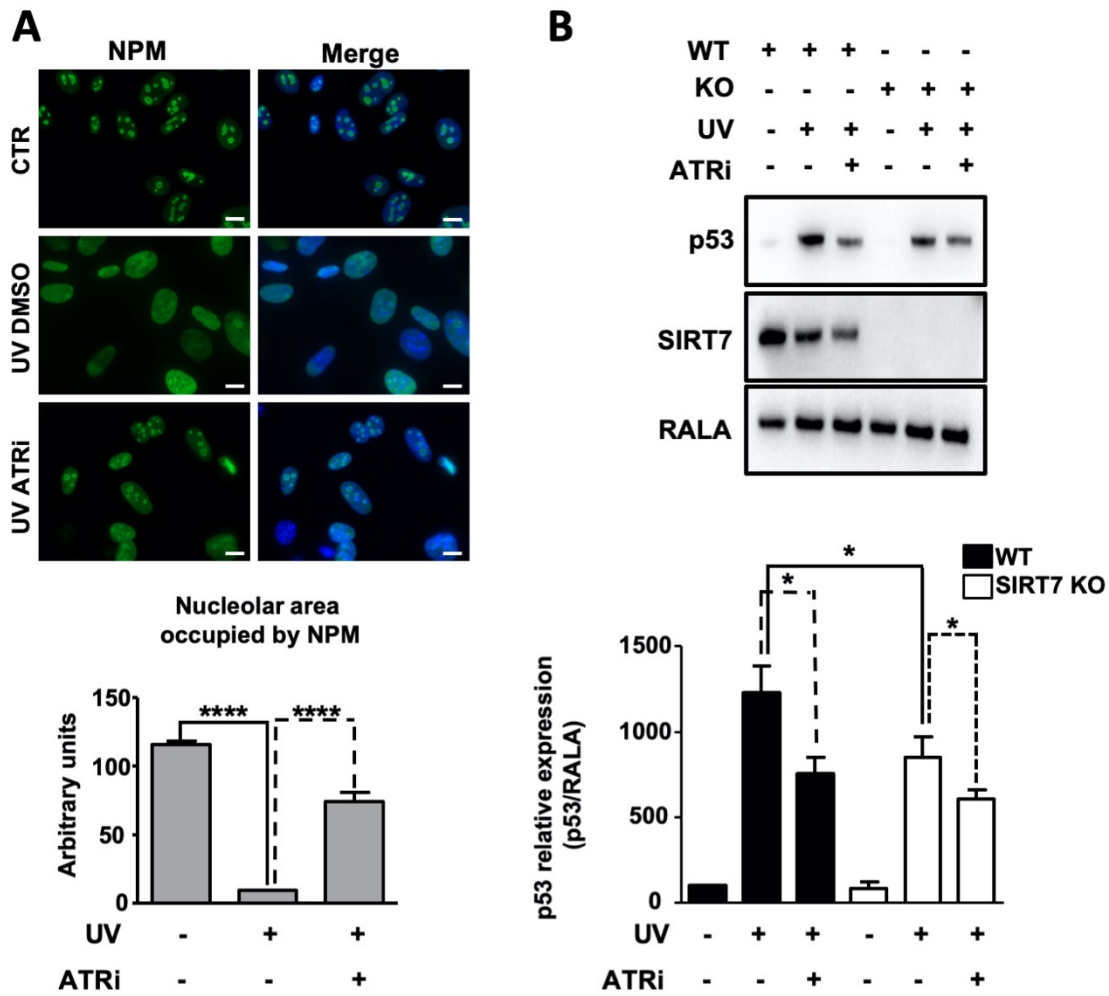 A
NPM Merge
CTR
UV DMSO
UV ATRi
Nucleolar area
occupied by NPM
Arbitrary units
150
100
50
0
**** ****
UV - + +
ATRi - - +
B
WT + + + - - -
KO - - - + + +
UV - + + - + +
ATRi - - + - - +
p53
SIRT7
RALA
WT
SIRT7 KO
*
*
*
p53 relative expression
(p53/RALA)
1500
1000
500
0
UV - + + - + +
ATRi - - + - - +